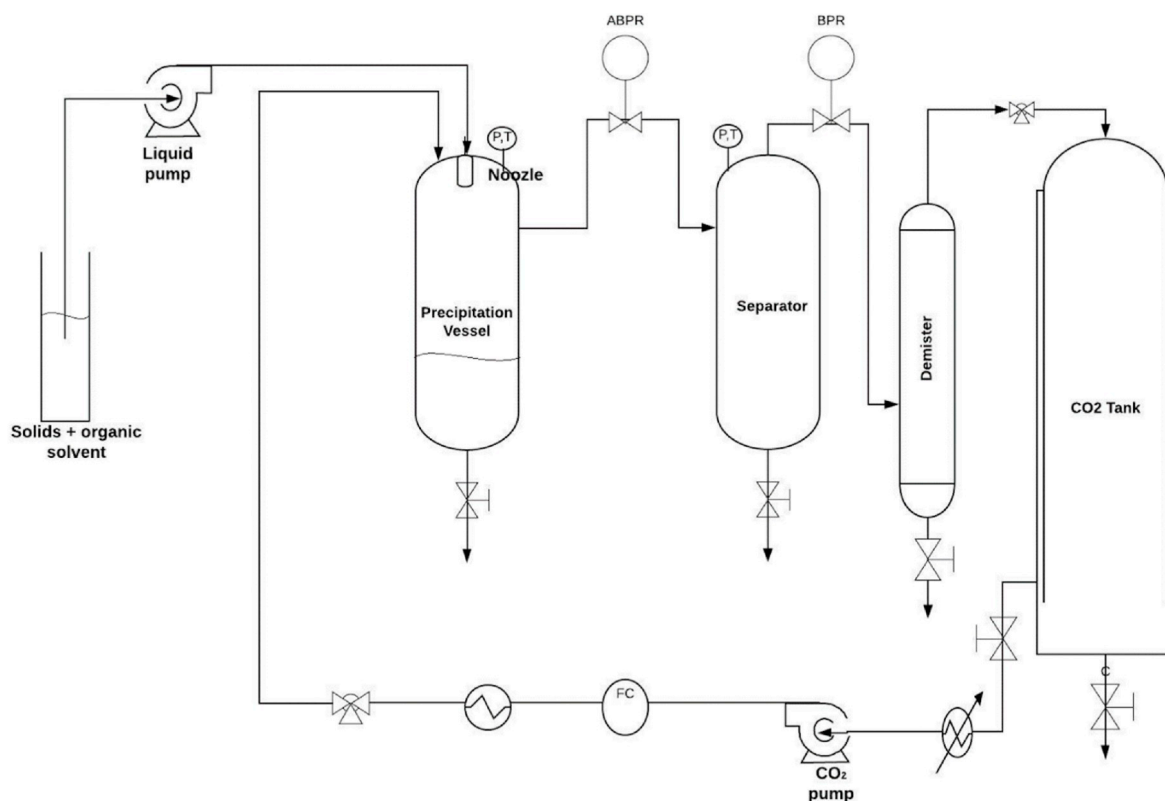 ABPR
BPR
Liquid
pump
P,T
Noozle
P,T
Precipitation
Vessel
Separator
Demister
CO2 Tank
Solids + organic
solvent
C
FC
CO₂
pump